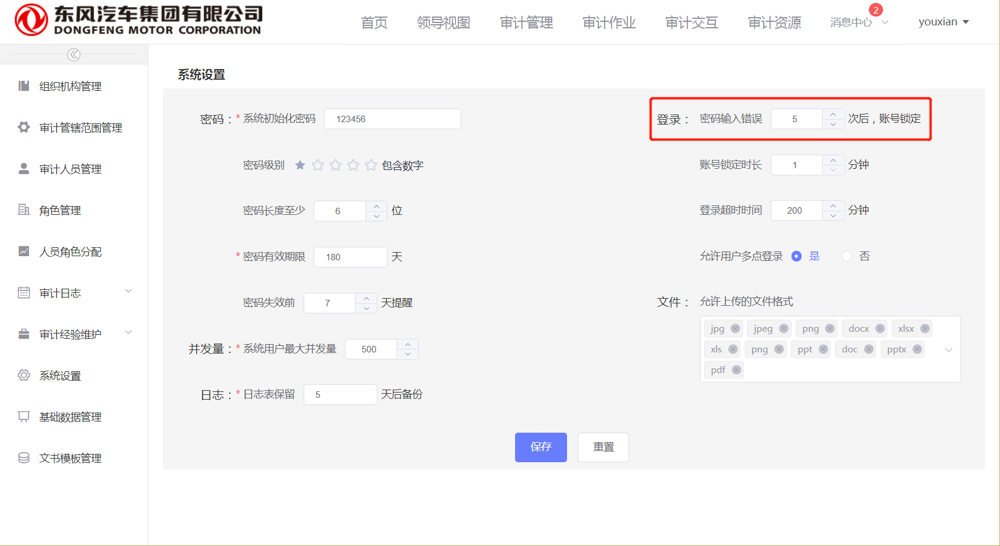 东风汽车集团有限公司
DONGFENG MOTOR CORPORATION
首页 领导视图 审计管理 审计作业 审计交互 审计资源 消息中心 2 youxian
组织机构管理
审计管辖范围管理
审计人员管理
角色管理
人员角色分配
审计日志
审计经验维护
系统设置
基础数据管理
文书模板管理
系统设置
密码： * 系统初始化密码 123456
密码级别 包含数字
密码长度至少 6 位
* 密码有效期限 180 天
密码失效前 7 天提醒
并发量： * 系统用户最大并发量 500
日志： * 日志表保留 5 天后备份
登录： 密码输入错误 5 次后，账号锁定
账号锁定时长 1 分钟
登录超时时间 200 分钟
允许用户多点登录 是 否
文件： 允许上传的文件格式
jpg jpeg png docx xlsx
xls png ppt doc pptx
pdf
保存 重置